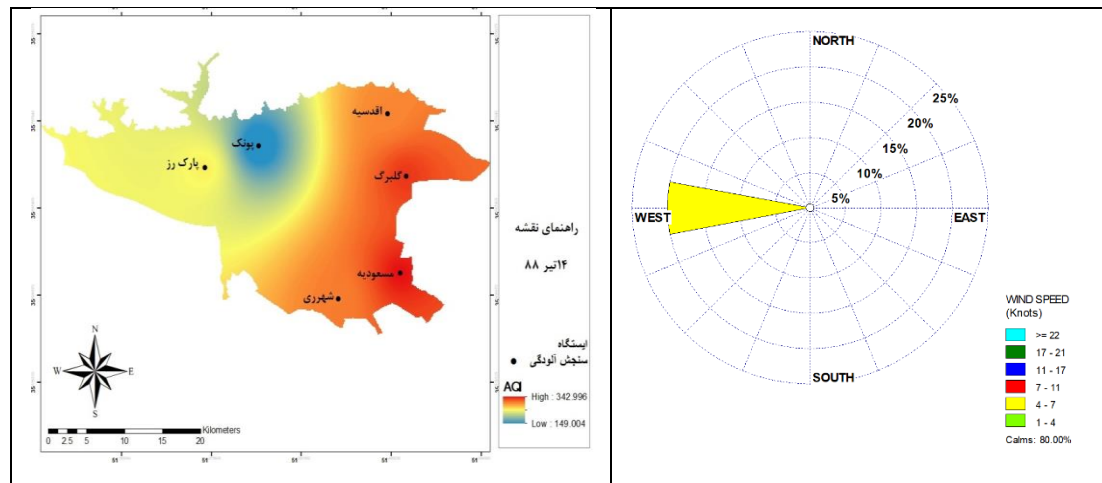 اقدسیه
پونک
پارک رز
گلبرگ
مسعودیه
شهرری
راهنمای نقشه
۱۴تیر ۸۸
ایستگاه
سنجش آلودگی
AQI
High : 342.996
Low : 149.004
N
W
E
S
Kilometers
0 2.5 5 10 15 20
NORTH
25%
20%
15%
10%
5%
WEST
EAST
SOUTH
WIND SPEED
(Knots)
>= 22
17 - 21
11 - 17
7 - 11
4 - 7
1 - 4
Calms: 80.00%